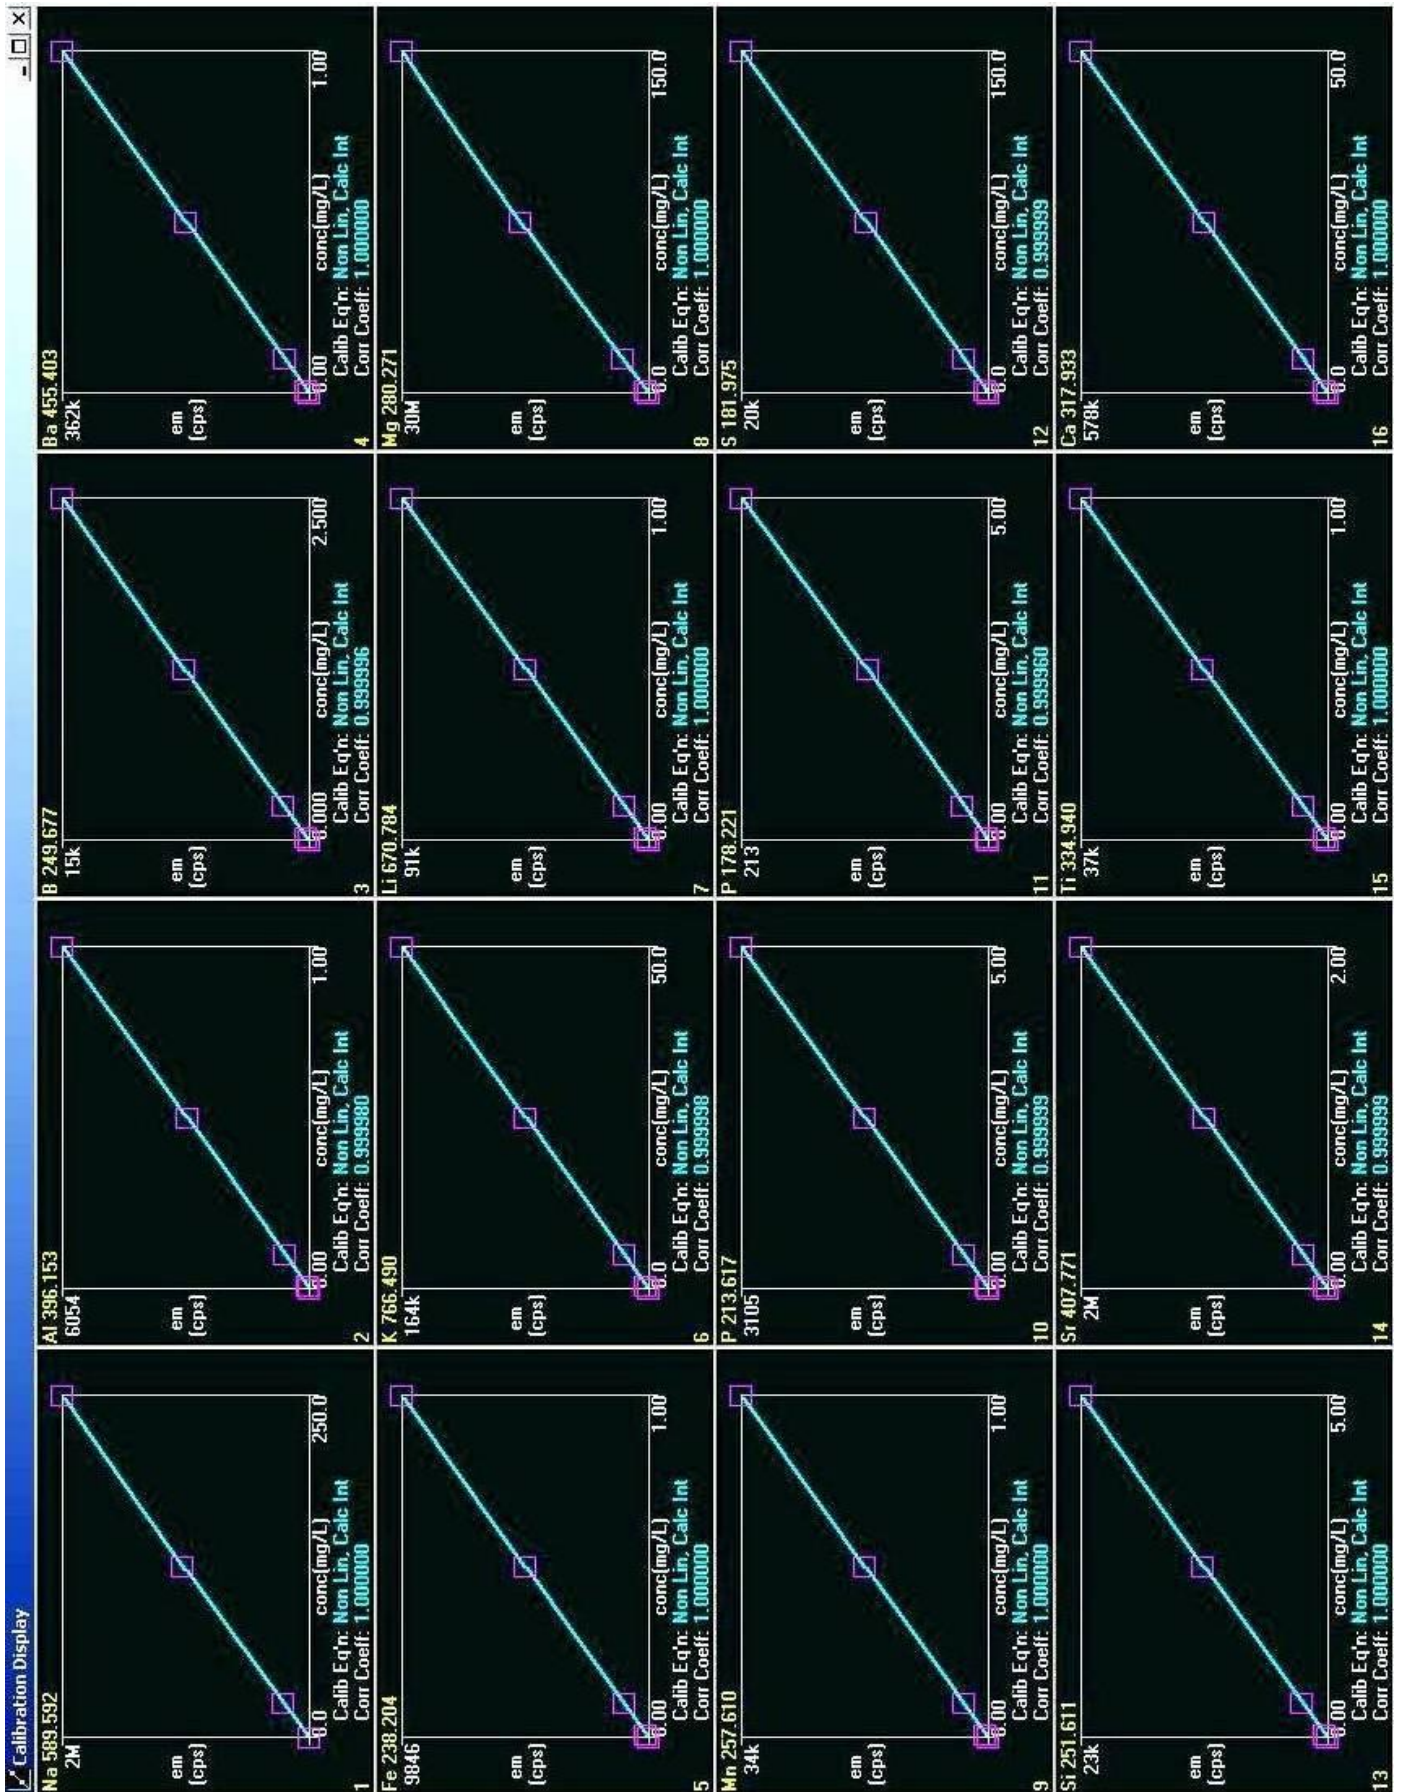 Calibration Display
Na 589.592
2M
em
(cps)
0.0
250.0
conc(mg/L)
Calib Eq'n: Non Lin, Calc Int
Corr Coeff: 1.000000
1
Al 396.153
6054
em
(cps)
0.00
1.00
conc(mg/L)
Calib Eq'n: Non Lin, Calc Int
Corr Coeff: 0.999980
2
B 249.677
15k
em
(cps)
0.000
2.500
conc(mg/L)
Calib Eq'n: Non Lin, Calc Int
Corr Coeff: 0.999996
3
Ba 455.403
362k
em
(cps)
0.00
1.00
conc(mg/L)
Calib Eq'n: Non Lin, Calc Int
Corr Coeff: 1.000000
4
Fe 238.204
9846
em
(cps)
0.00
1.00
conc(mg/L)
Calib Eq'n: Non Lin, Calc Int
Corr Coeff: 1.000000
5
K 766.490
164k
em
(cps)
0.0
50.0
conc(mg/L)
Calib Eq'n: Non Lin, Calc Int
Corr Coeff: 0.999998
6
Li 670.784
91k
em
(cps)
0.00
1.00
conc(mg/L)
Calib Eq'n: Non Lin, Calc Int
Corr Coeff: 1.000000
7
Mg 280.271
30M
em
(cps)
0.0
150.0
conc(mg/L)
Calib Eq'n: Non Lin, Calc Int
Corr Coeff: 1.000000
8
Mn 257.610
34k
em
(cps)
0.00
1.00
conc(mg/L)
Calib Eq'n: Non Lin, Calc Int
Corr Coeff: 1.000000
9
P 213.617
3105
em
(cps)
0.00
5.00
conc(mg/L)
Calib Eq'n: Non Lin, Calc Int
Corr Coeff: 0.999999
10
P 178.221
213
em
(cps)
0.00
5.00
conc(mg/L)
Calib Eq'n: Non Lin, Calc Int
Corr Coeff: 0.999960
11
S 181.975
20k
em
(cps)
0.0
150.0
conc(mg/L)
Calib Eq'n: Non Lin, Calc Int
Corr Coeff: 0.999999
12
Si 251.611
23k
em
(cps)
0.00
5.00
conc(mg/L)
Calib Eq'n: Non Lin, Calc Int
Corr Coeff: 1.000000
13
Sr 407.771
2M
em
(cps)
0.00
2.00
conc(mg/L)
Calib Eq'n: Non Lin, Calc Int
Corr Coeff: 0.999999
14
Ti 334.940
37k
em
(cps)
0.00
1.00
conc(mg/L)
Calib Eq'n: Non Lin, Calc Int
Corr Coeff: 1.000000
15
Ca 317.933
578k
em
(cps)
0.0
50.0
conc(mg/L)
Calib Eq'n: Non Lin, Calc Int
Corr Coeff: 1.000000
16